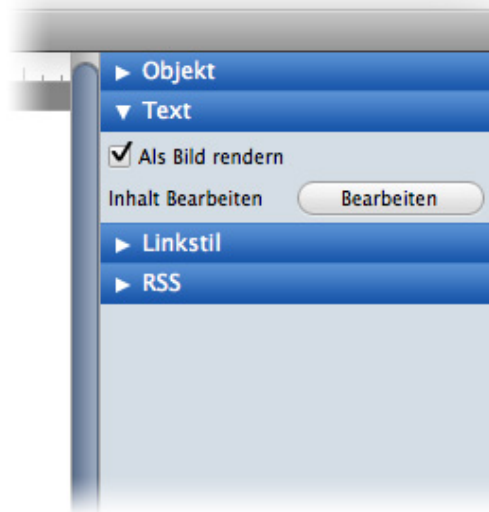 Objekt
Text
Als Bild rendern
Inhalt Bearbeiten Bearbeiten
Linkstil
RSS